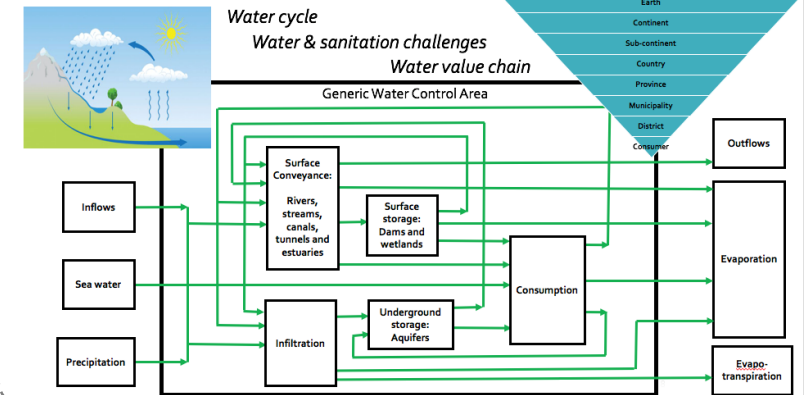 Water cycle
Water & sanitation challenges
Water value chain
Earth
Continent
Sub-continent
Country
Province
Municipality
District
Consumer
Generic Water Control Area
Inflows
Sea water
Precipitation
Surface
Conveyance:
Rivers,
streams,
canals,
tunnels and
estuaries
Surface
storage:
Dams and
wetlands
Infiltration
Underground
storage:
Aquifers
Consumption
Outflows
Evaporation
Evapo-
transpiration